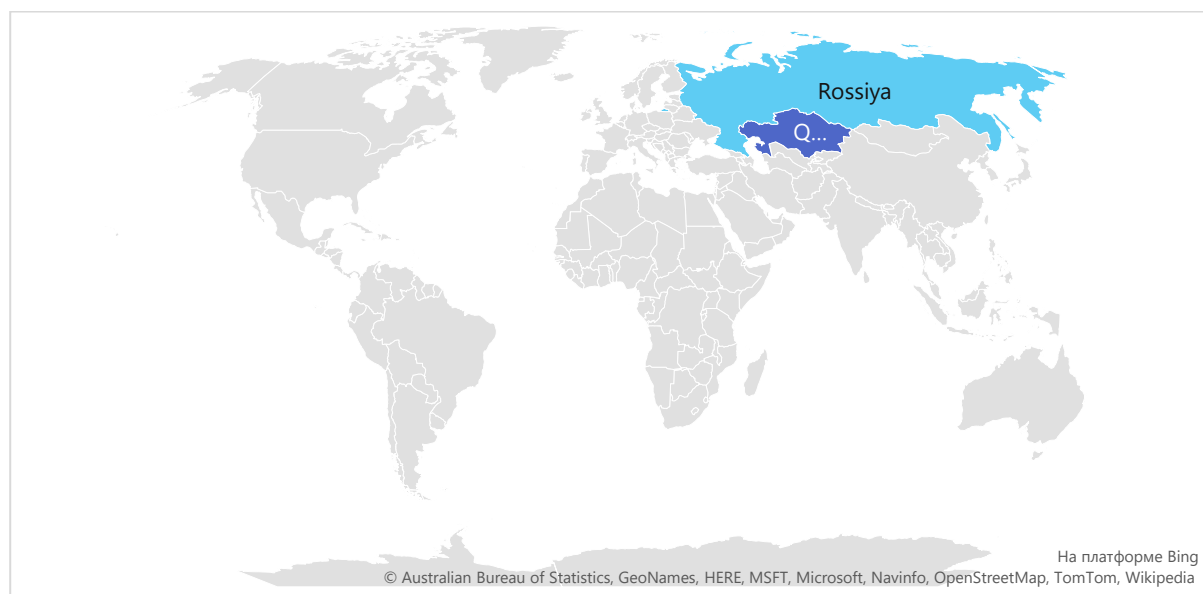 Rossiya
Q...
На платформе Bing
© Australian Bureau of Statistics, GeoNames, HERE, MSFT, Microsoft, Navinfo, OpenStreetMap, TomTom, Wikipedia